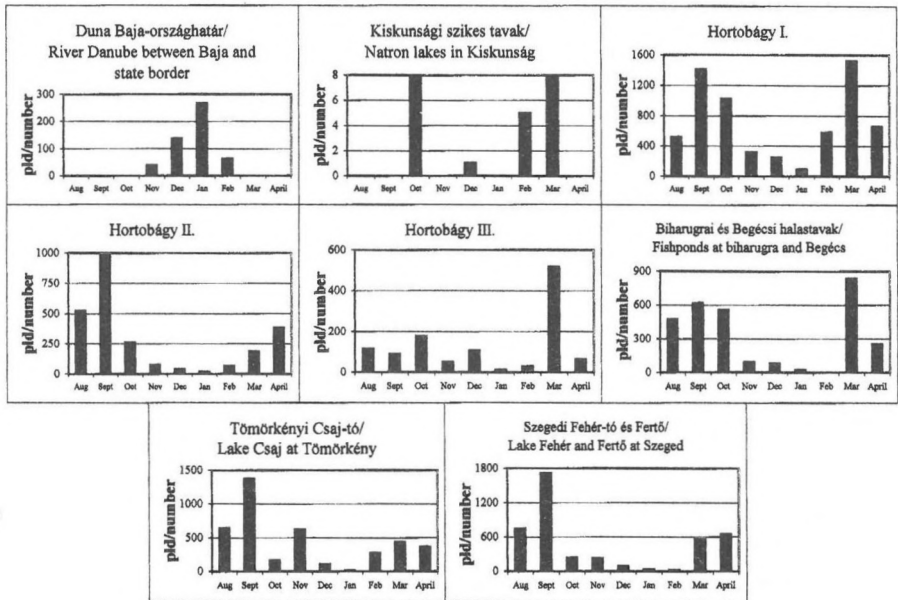 Duna Baja-országhatár/
River Danube between Baja and
state border
pld/number
300
200
100
0
Aug Sept Oct Nov Dec Jan Feb Mar April
Kiskunsági szikes tavak/
Natron lakes in Kiskunság
pld/number
8
6
4
2
0
Aug Sept Oct Nov Dec Jan Feb Mar April
Hortobágy I.
pld/number
1600
1200
800
400
0
Aug Sept Oct Nov Dec Jan Feb Mar April
Hortobágy II.
pld/number
1000
750
500
250
0
Aug Sept Oct Nov Dec Jan Feb Mar April
Hortobágy III.
pld/number
600
400
200
0
Aug Sept Oct Nov Dec Jan Feb Mar April
Biharugrai és Begécsi halastavak/
Fishponds at biharugra and Begécs
pld/number
900
600
300
0
Aug Sept Oct Nov Dec Jan Feb Mar April
Tömörkényi Csaj-tó/
Lake Csaj at Tömörkény
pld/number
1500
1000
500
0
Aug Sept Oct Nov Dec Jan Feb Mar April
Szegedi Fehér-tó és Fertő/
Lake Fehér and Fertő at Szeged
pld/number
1800
1200
600
0
Aug Sept Oct Nov Dec Jan Feb Mar April